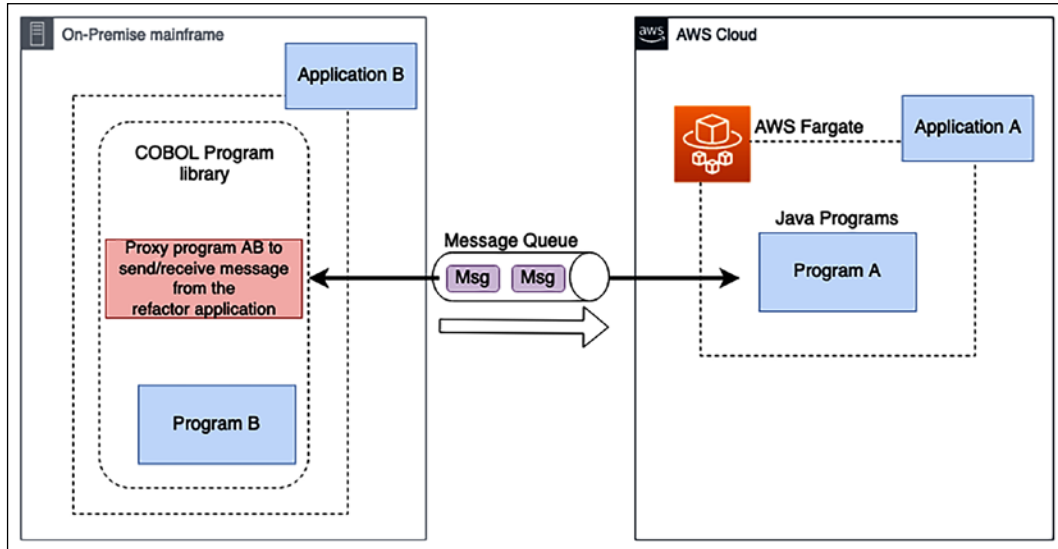 On-Premise mainframe
Application B
COBOL Program
library
Proxy program AB to
send/receive message
from the
refactor application
Program B
Message Queue
Msg
Msg
aws
AWS Cloud
AWS Fargate
Application A
Java Programs
Program A